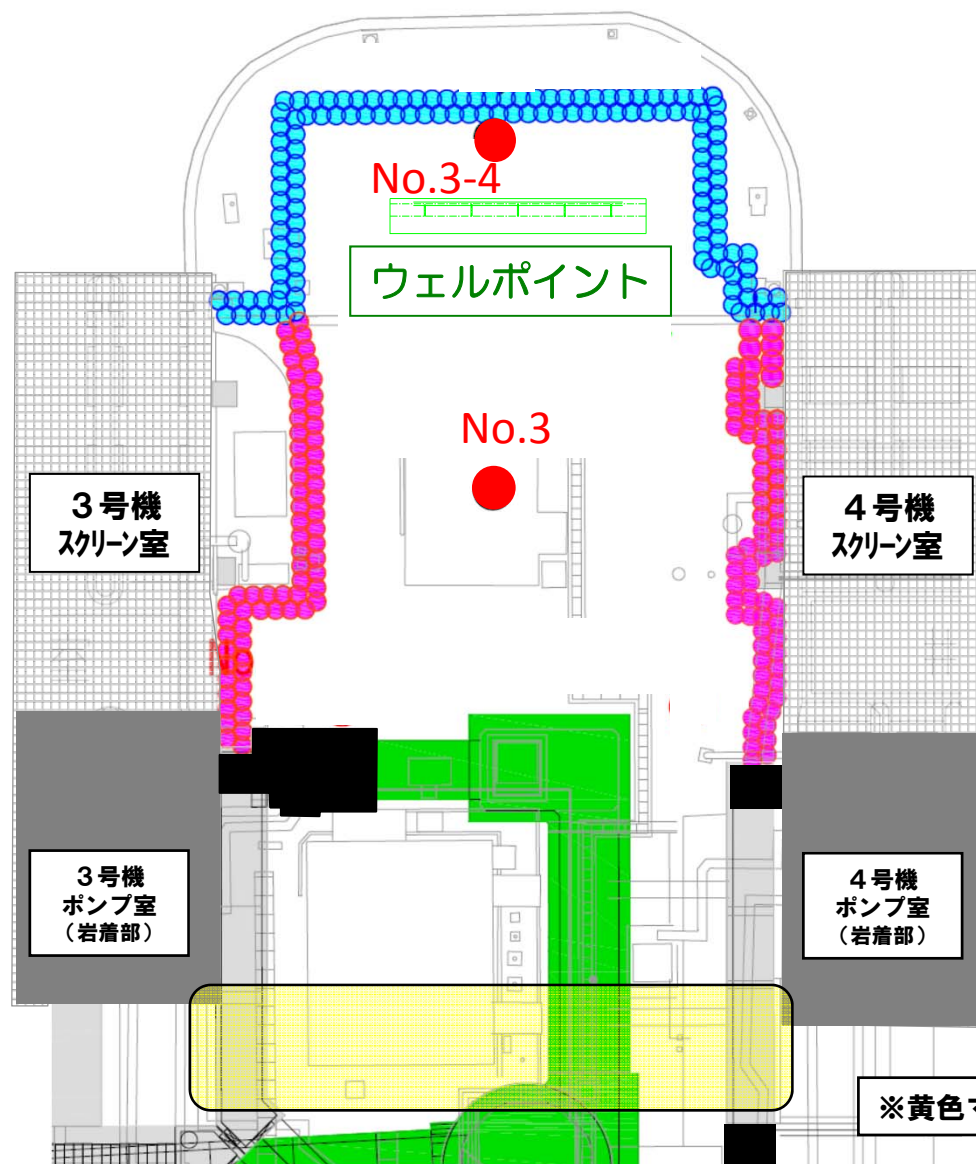 No.3-4
ウェルポイント
No.3
３号機
スクリーン室
４号機
スクリーン室
３号機
ポンプ室
（岩着部）
４号機
ポンプ室
（岩着部）
※黄色